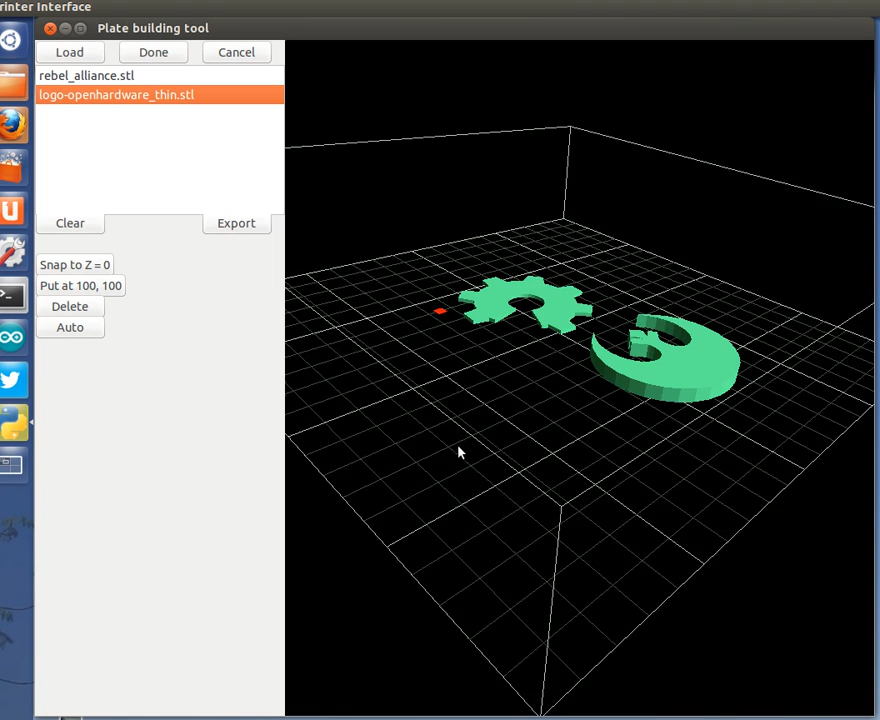 rinter Interface
Plate building tool
Load
Done
Cancel
rebel_alliance.stl
logo-openhardware_thin.stl
Clear
Export
Snap to Z = 0
Put at 100, 100
Delete
Auto